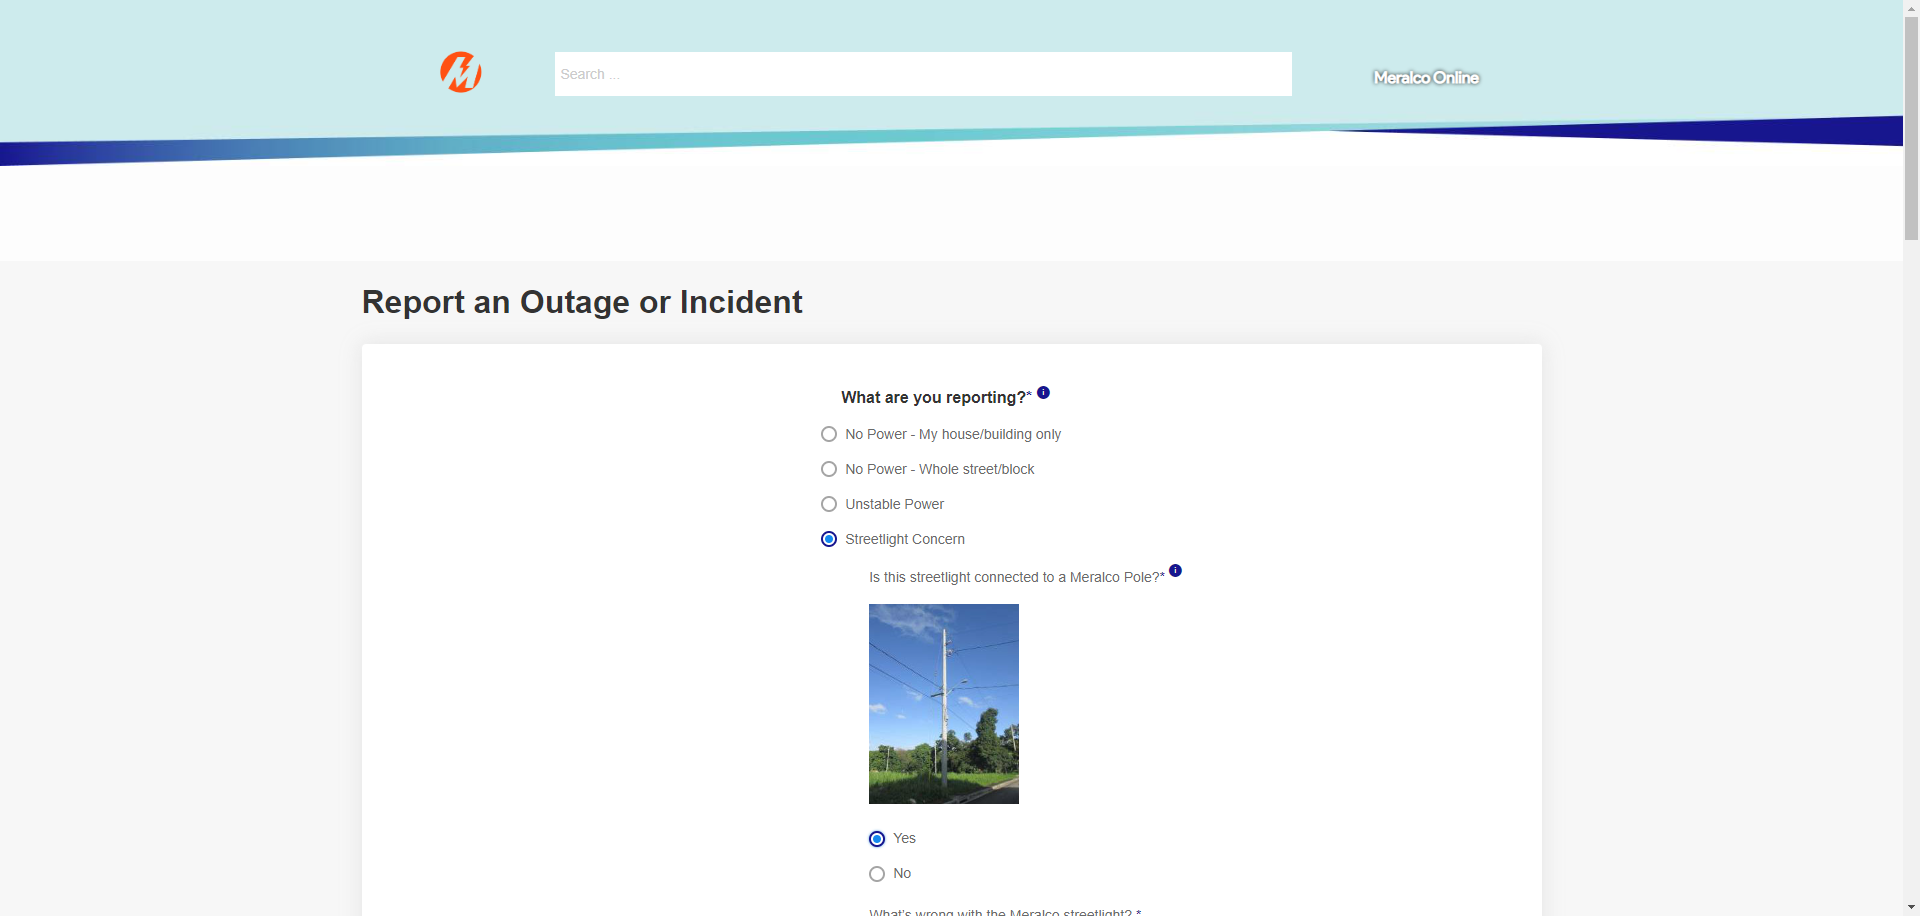 Search ...
Meralco Online
Report an Outage or Incident
What are you reporting?*
No Power - My house/building only
No Power - Whole street/block
Unstable Power
Streetlight Concern
Is this streetlight connected to a Meralco Pole?*
Yes
No
What's wrong with the Meralco streetlight? *